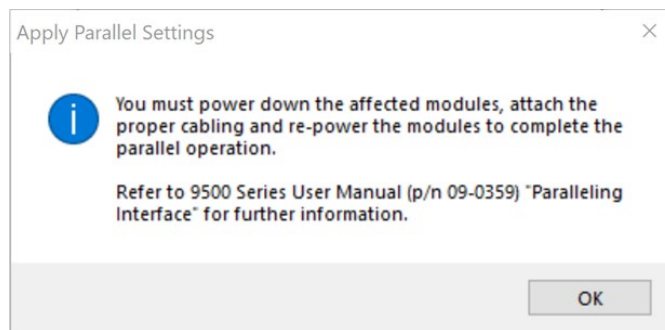 Apply Parallel Settings
You must power down the affected modules, attach the
proper cabling and re-power the modules to complete the
parallel operation.
Refer to 9500 Series User Manual (p/n 09-0359) "Paralleling
Interface" for further information.
OK